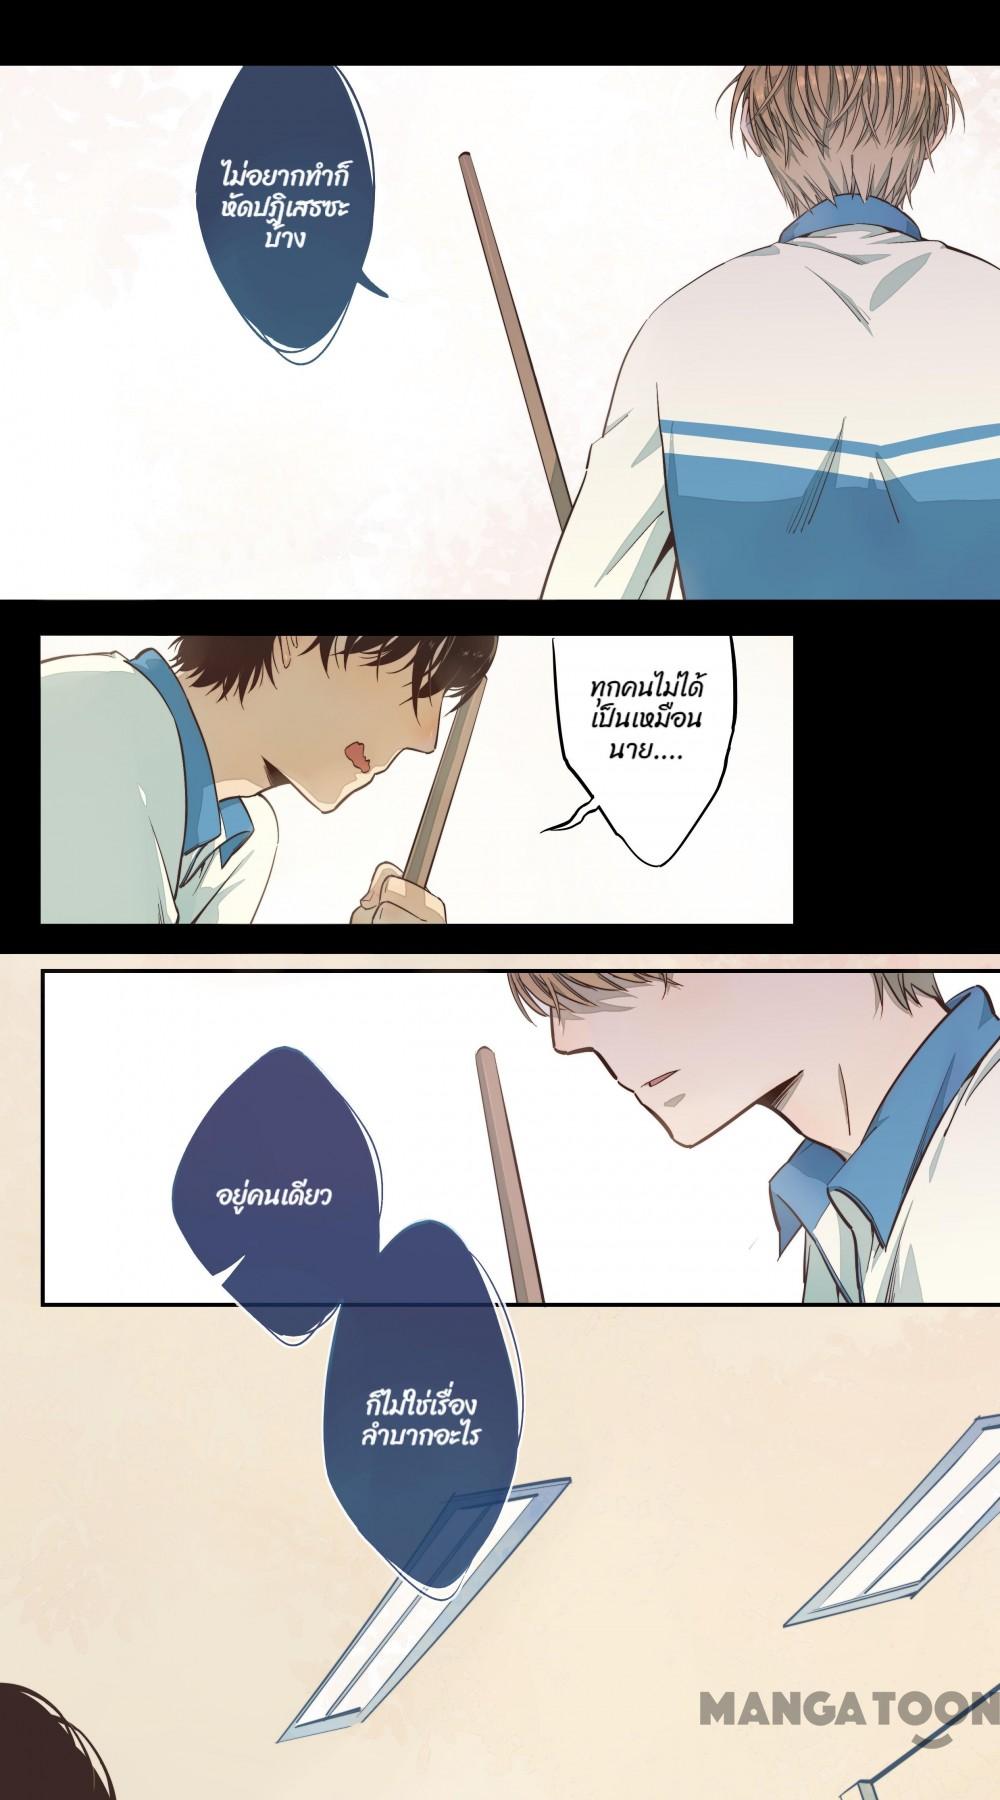 ไม่อยากทำก็
หัดปฏิเสธซะ
บ้าง
ทุกคนไม่ได้
เป็นเหมือน
นาย....
อยู่คนเดียว
ก็ไม่ใช่เรื่อง
ลำบากอะไร
MANGA TOON